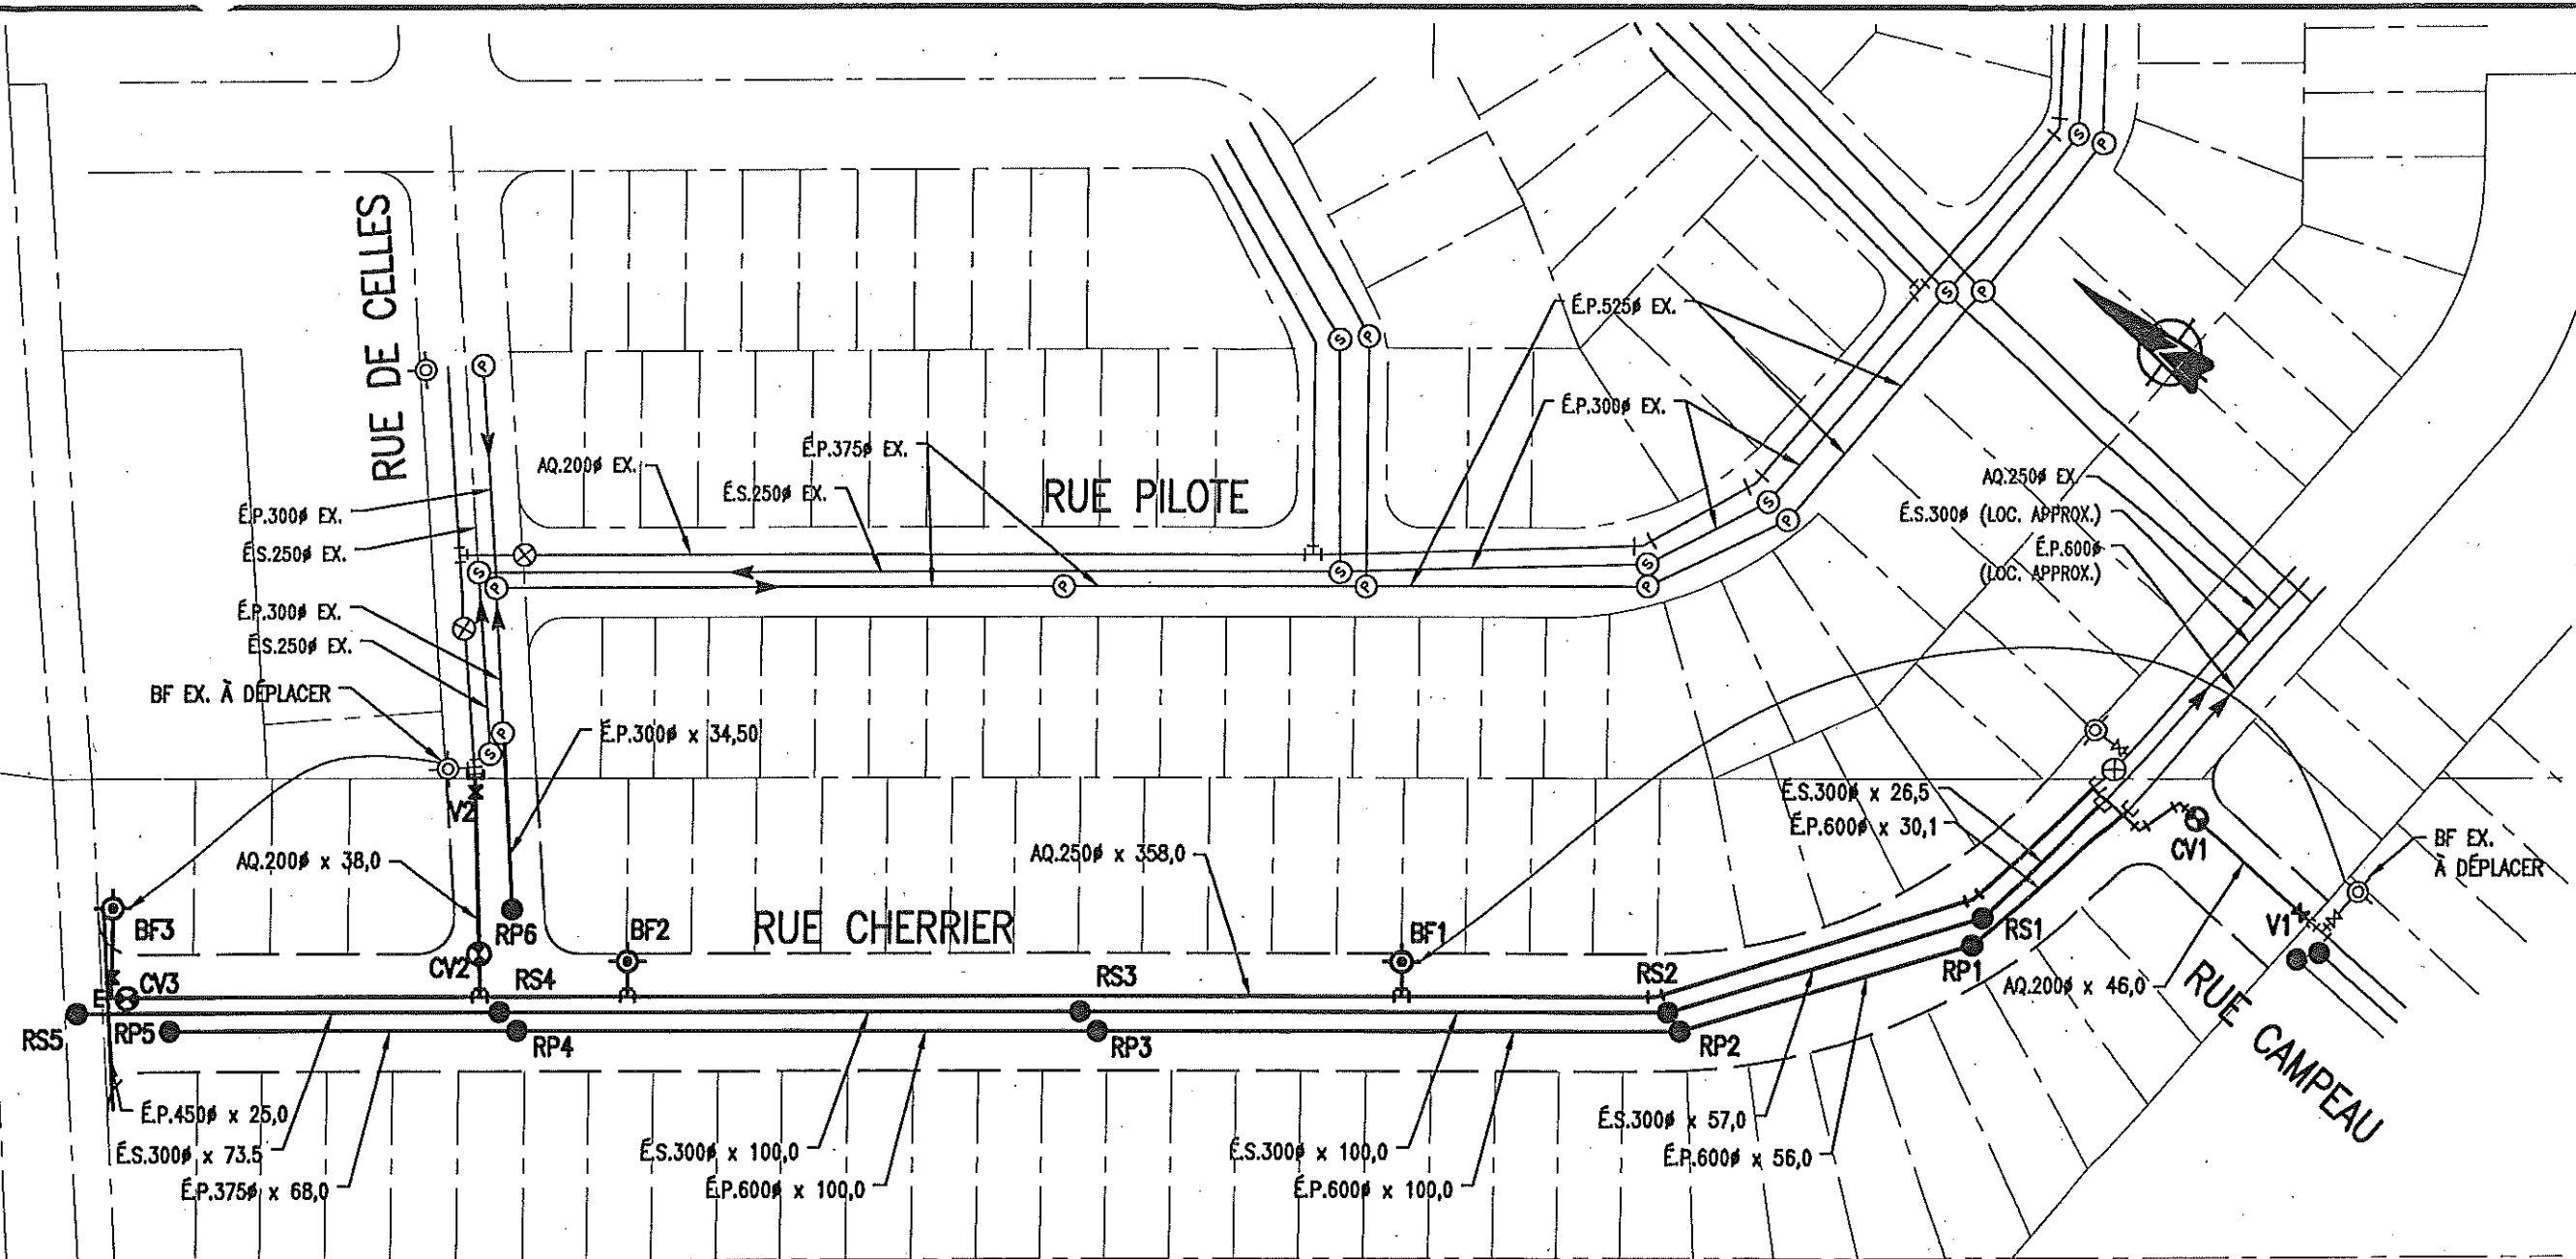 RUE DE CELLES
É.P.525ø EX.
É.P.300ø EX.
AQ.200ø EX.
É.P.375ø EX.
É.S.250ø EX.
RUE PILOTE
AQ.250ø EX.
É.S.300ø (LOC. APPROX.)
É.P.600ø
(LOC. APPROX.)
É.P.300ø EX.
É.S.250ø EX.
É.P.300ø EX.
É.S.250ø EX.
BF EX. À DÉPLACER
É.P.300ø x 34,50
V2
AQ.200ø x 38,0
AQ.250ø x 358,0
É.S.300ø x 26,5
É.P.600ø x 30,1
CV1
BF EX.
À DÉPLACER
BF3
RP6
BF2
RUE CHERRIER
BF1
RS1
V1
CV2
RS4
RS3
RS2
RP1
AQ.200ø x 46,0
CV3
RS5
RP5
RP4
RP3
RP2
RUE CAMPEAU
É.P.450ø x 25,0
É.S.300ø x 73.5
É.P.375ø x 68,0
É.S.300ø x 100,0
É.P.600ø x 100,0
É.S.300ø x 100,0
É.P.600ø x 100,0
É.S.300ø x 57,0
É.P.600ø x 56,0
S
P